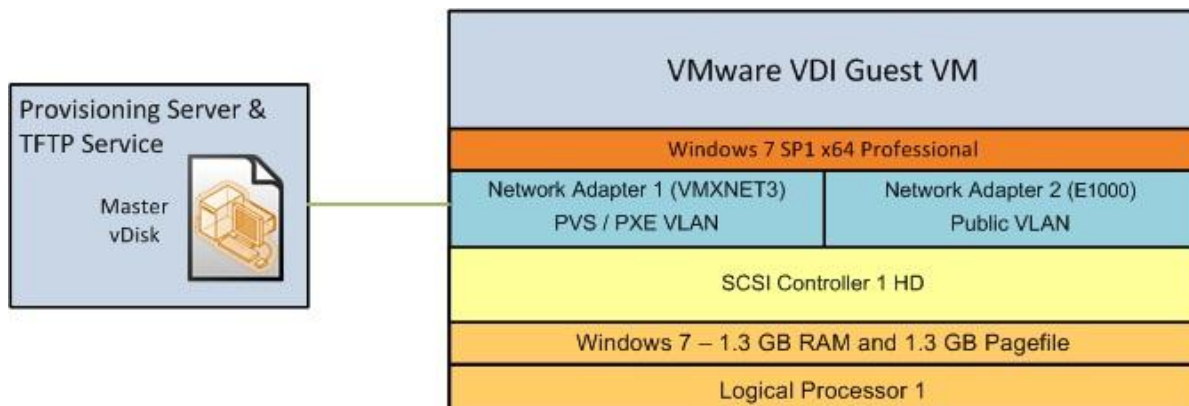 Provisioning Server &
TFTP Service
Master
vDisk
VMware VDI Guest VM
Windows 7 SP1 x64 Professional
Network Adapter 1 (VMXNET3)
PVS / PXE VLAN
Network Adapter 2 (E1000)
Public VLAN
SCSI Controller 1 HD
Windows 7 – 1.3 GB RAM and 1.3 GB Pagefile
Logical Processor 1